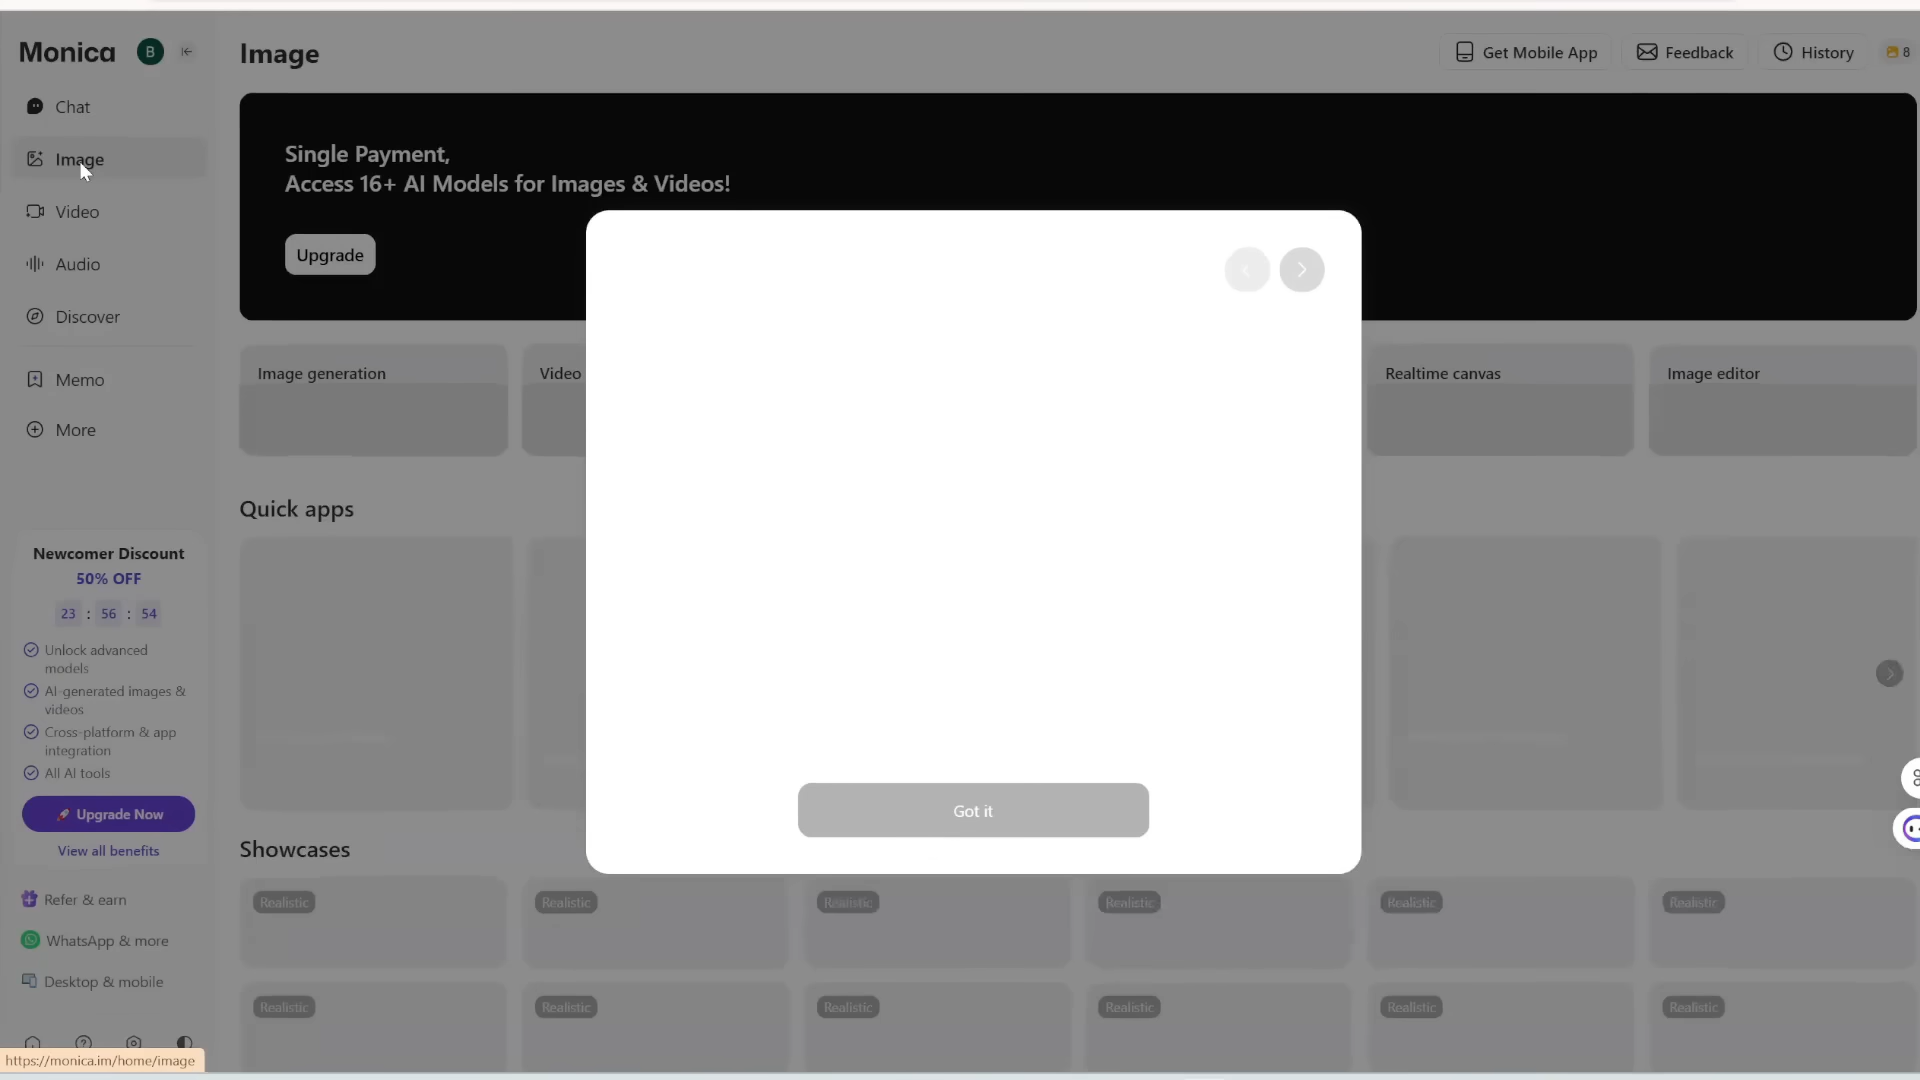 Monica
B
Chat
Image
Video
Audio
Discover
Memo
More
Newcomer Discount
50% OFF
23 : 56 : 54
Unlock advanced
models
AI-generated images &
videos
Cross-platform & app
integration
All AI tools
🚀 Upgrade Now
View all benefits
Refer & earn
WhatsApp & more
Desktop & mobile
https://monica.im/home/image
Image
Get Mobile App
Feedback
History
8
Single Payment,
Access 16+ AI Models for Images & Videos!
Upgrade
Image generation
Video
Realtime canvas
Image editor
Quick apps
Got it
Showcases
Realistic
Realistic
Realistic
Realistic
Realistic
Realistic
Realistic
Realistic
Realistic
Realistic
Realistic
Realistic